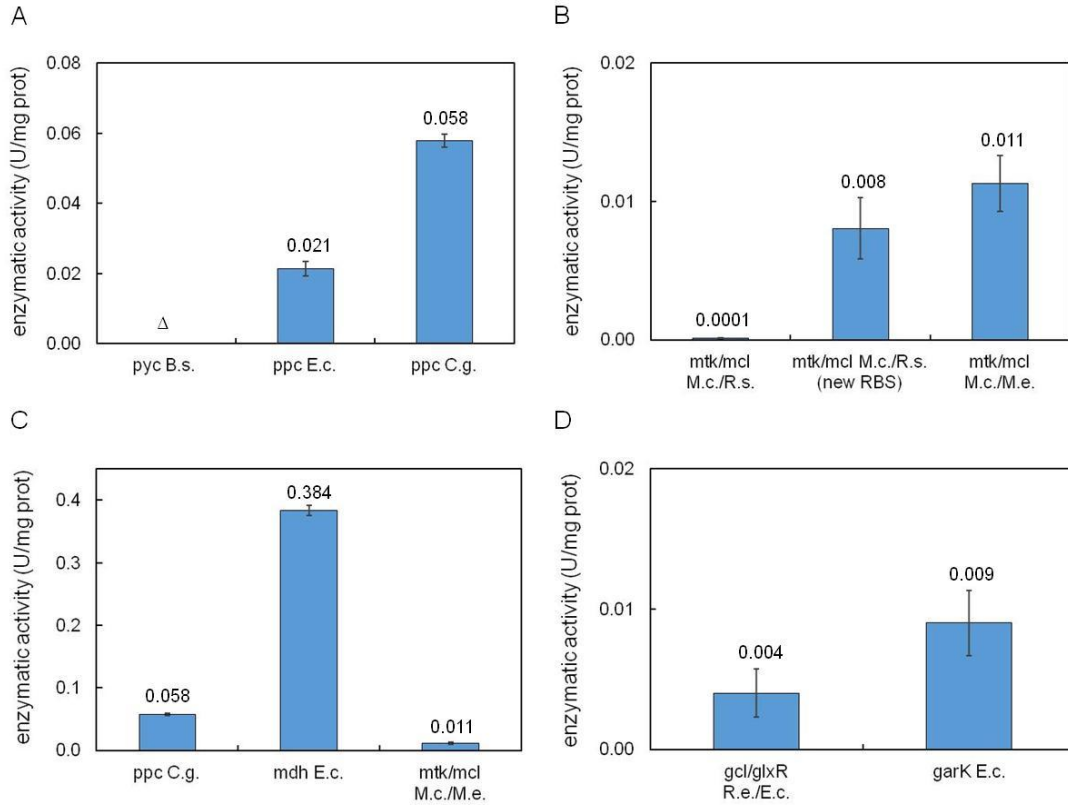 A
enzymatic activity (U/mg prot)
0.08
0.06
0.04
0.02
0.00
Δ
0.021
0.058
pyc B.s.
ppc E.c.
ppc C.g.
B
enzymatic activity (U/mg prot)
0.02
0.01
0.00
0.0001
0.008
0.011
mtk/mcl
M.c./R.s.
mtk/mcl M.c./R.s.
(new RBS)
mtk/mcl
M.c./M.e.
C
enzymatic activity (U/mg prot)
0.4
0.3
0.2
0.1
0.0
0.058
0.384
0.011
ppc C.g.
mdh E.c.
mtk/mcl
M.c./M.e.
D
enzymatic activity (U/mg prot)
0.02
0.01
0.00
0.004
0.009
gcl/glxR
R.e./E.c.
garK E.c.